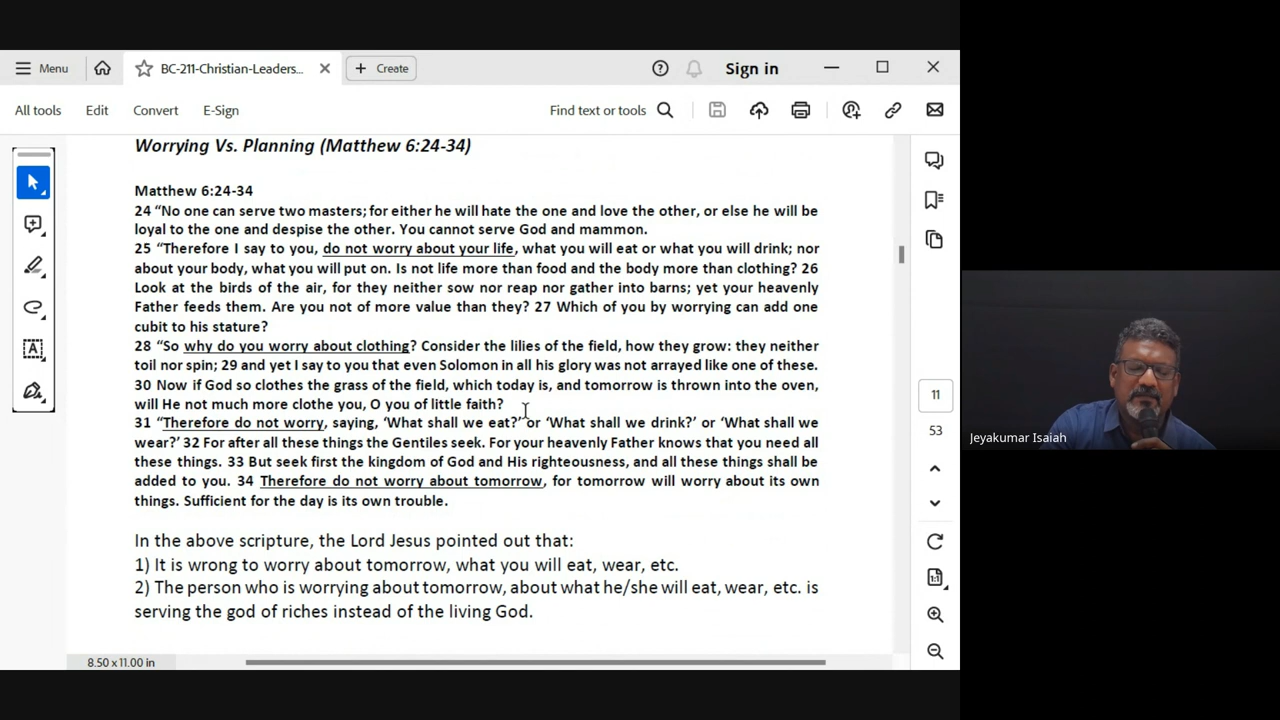 Menu
BC-211-Christian-Leaders...
Create
Sign in
All tools
Edit
Convert
E-Sign
Find text or tools
Worrying Vs. Planning (Matthew 6:24-34)
Matthew 6:24-34
24 “No one can serve two masters; for either he will hate the one and love the other, or else he will be
loyal to the one and despise the other. You cannot serve God and mammon.
25 “Therefore I say to you, do not worry about your life, what you will eat or what you will drink; nor
about your body, what you will put on. Is not life more than food and the body more than clothing? 26
Look at the birds of the air, for they neither sow nor reap nor gather into barns; yet your heavenly
Father feeds them. Are you not of more value than they? 27 Which of you by worrying can add one
cubit to his stature?
28 “So why do you worry about clothing? Consider the lilies of the field, how they grow: they neither
toil nor spin; 29 and yet I say to you that even Solomon in all his glory was not arrayed like one of these.
30 Now if God so clothes the grass of the field, which today is, and tomorrow is thrown into the oven,
will He not much more clothe you, O you of little faith?
31 “Therefore do not worry, saying, ‘What shall we eat?’ or ‘What shall we drink?’ or ‘What shall we
wear?’ 32 For after all these things the Gentiles seek. For your heavenly Father knows that you need all
these things. 33 But seek first the kingdom of God and His righteousness, and all these things shall be
added to you. 34 Therefore do not worry about tomorrow, for tomorrow will worry about its own
things. Sufficient for the day is its own trouble.
In the above scripture, the Lord Jesus pointed out that:
1) It is wrong to worry about tomorrow, what you will eat, wear, etc.
2) The person who is worrying about tomorrow, about what he/she will eat, wear, etc. is
serving the god of riches instead of the living God.
8.50 x 11.00 in
11
53
1:1
Jeyakumar Isaiah